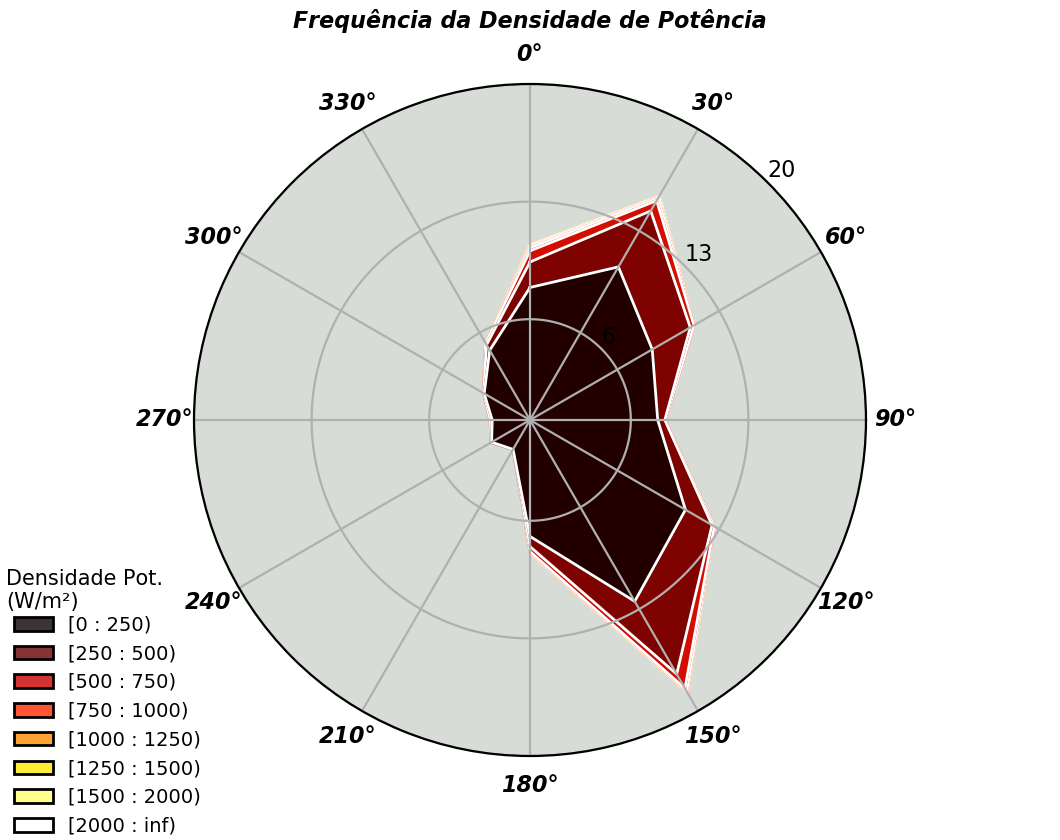 Frequência da Densidade de Potência
0°
330°
30°
20
300°
60°
13
6
270°
90°
240°
120°
210°
150°
180°
Densidade Pot.
(W/m²)
[0 : 250)
[250 : 500)
[500 : 750)
[750 : 1000)
[1000 : 1250)
[1250 : 1500)
[1500 : 2000)
[2000 : inf)